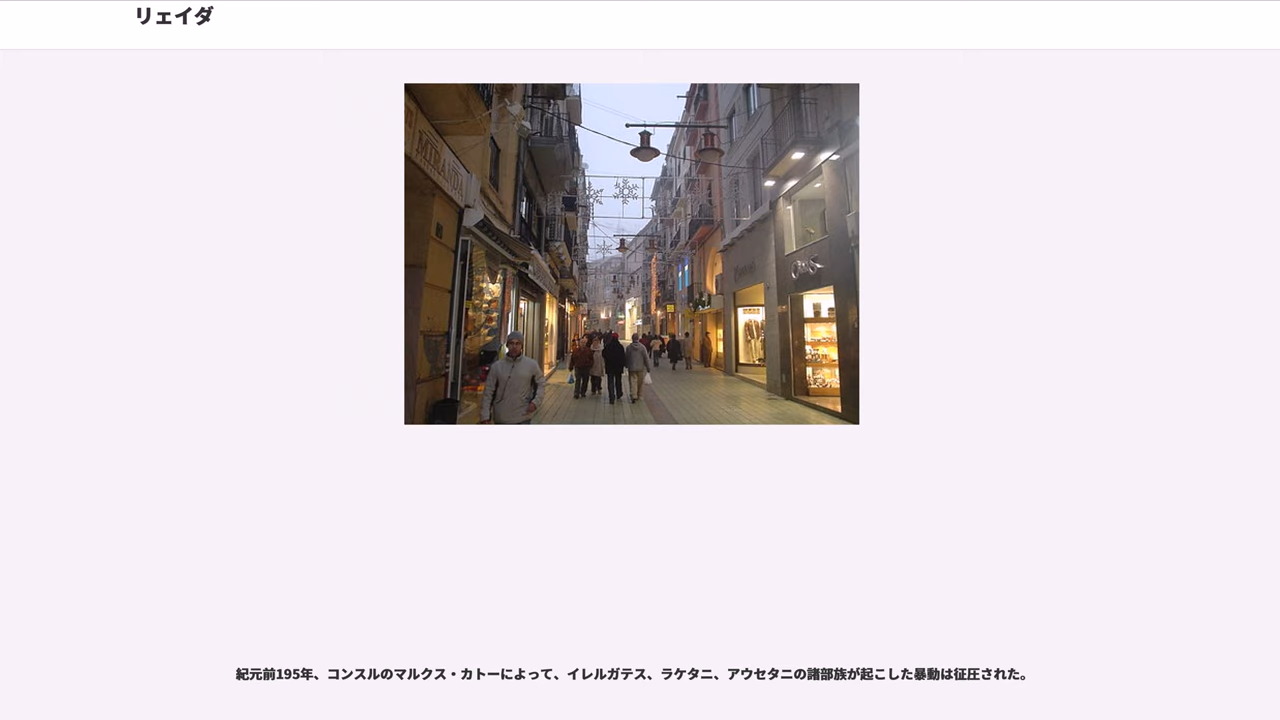 リェイダ
MIRANDA
紀元前195年、コンスルのマルクス・カトーによって、イレルガテス、ラケタニ、アウセタニの諸部族が起こした暴動は征圧された。